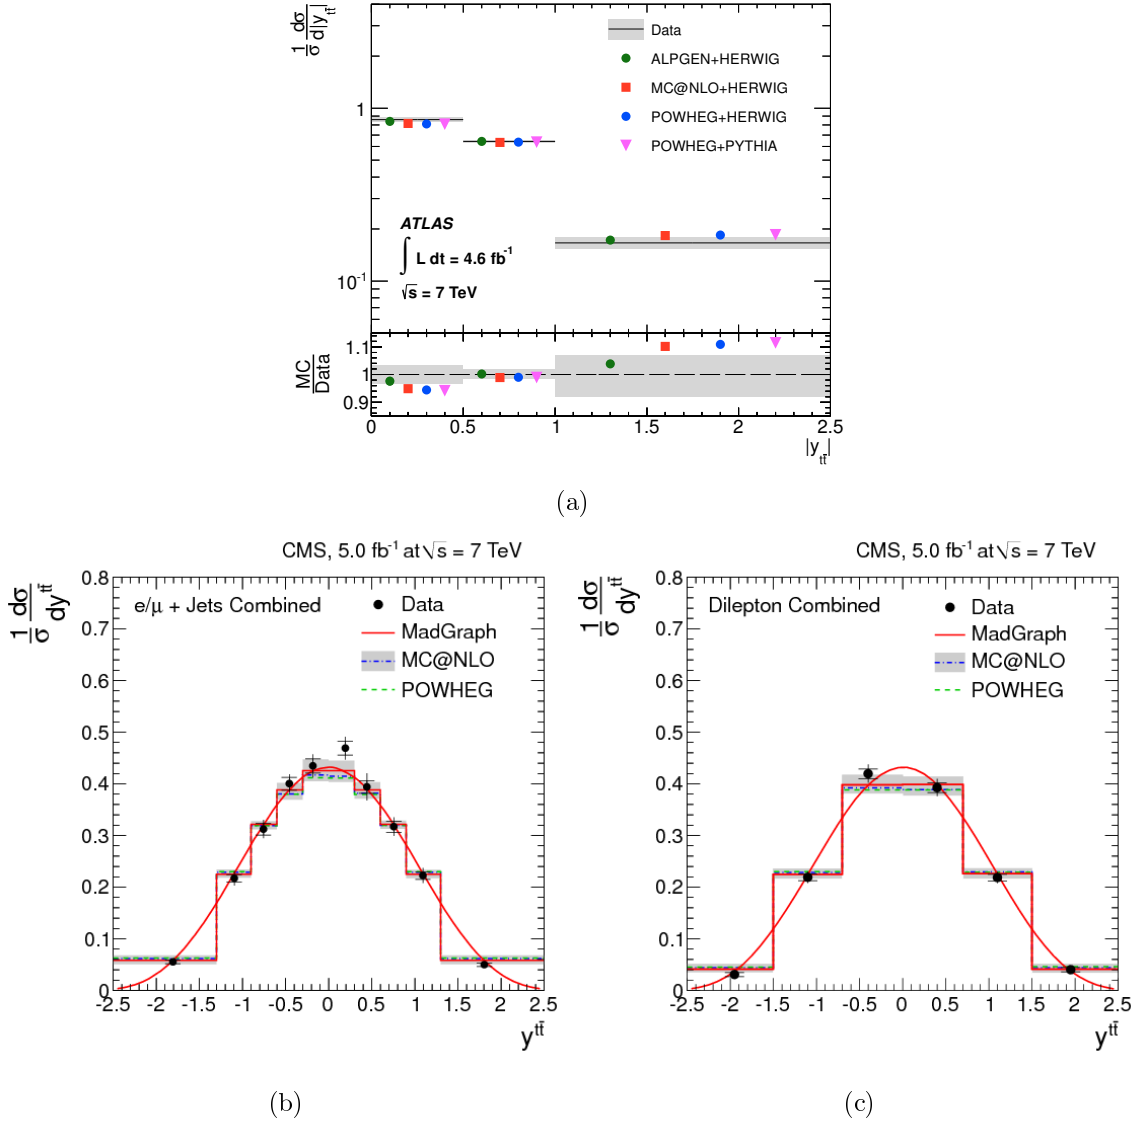 1/σ dσ/d|y_tt̄|
Data
ALPGEN+HERWIG
MC@NLO+HERWIG
POWHEG+HERWIG
POWHEG+PYTHIA
1
ATLAS
∫ L dt = 4.6 fb⁻¹
√s = 7 TeV
10⁻¹
MC/Data
1.1
1
0.9
0 0.5 1 1.5 2 2.5
|y_tt̄|
(a)
CMS, 5.0 fb⁻¹ at √s = 7 TeV
1/σ dσ/dy^tt̄
e/μ + Jets Combined
Data
MadGraph
MC@NLO
POWHEG
0.8
0.7
0.6
0.5
0.4
0.3
0.2
0.1
0
-2.5 -2 -1.5 -1 -0.5 0 0.5 1 1.5 2 2.5
y^tt̄
(b)
CMS, 5.0 fb⁻¹ at √s = 7 TeV
1/σ dσ/dy^tt̄
Dilepton Combined
Data
MadGraph
MC@NLO
POWHEG
0.8
0.7
0.6
0.5
0.4
0.3
0.2
0.1
0
-2.5 -2 -1.5 -1 -0.5 0 0.5 1 1.5 2 2.5
y^tt̄
(c)